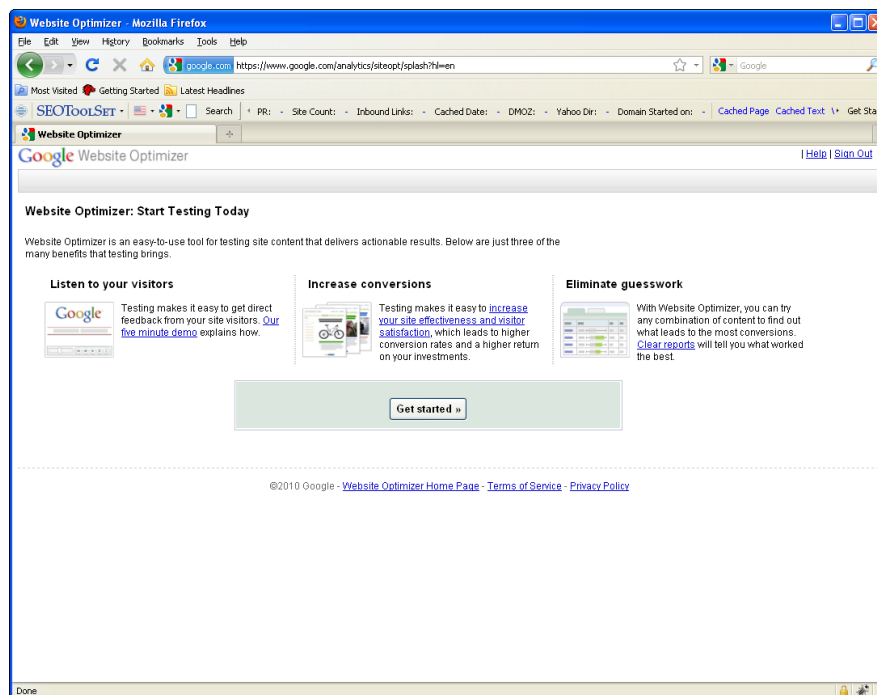 Website Optimizer - Mozilla Firefox
File Edit View History Bookmarks Tools Help
google.com https://www.google.com/analytics/siteopt/splash?hl=en
Google
Most Visited Getting Started Latest Headlines
SEOToolSet Search PR: - Site Count: - Inbound Links: - Cached Date: - DMOZ: - Yahoo Dir: - Domain Started on: - Cached Page Cached Text Get Sta
Website Optimizer
Google Website Optimizer | Help | Sign Out
Website Optimizer: Start Testing Today
Website Optimizer is an easy-to-use tool for testing site content that delivers actionable results. Below are just three of the
many benefits that testing brings.
Listen to your visitors
Google
Testing makes it easy to get direct
feedback from your site visitors. Our
five minute demo explains how.
Increase conversions
Testing makes it easy to increase
your site effectiveness and visitor
satisfaction, which leads to higher
conversion rates and a higher return
on your investments.
Eliminate guesswork
With Website Optimizer, you can try
any combination of content to find out
what leads to the most conversions.
Clear reports will tell you what worked
the best.
Get started »
©2010 Google - Website Optimizer Home Page - Terms of Service - Privacy Policy
Done